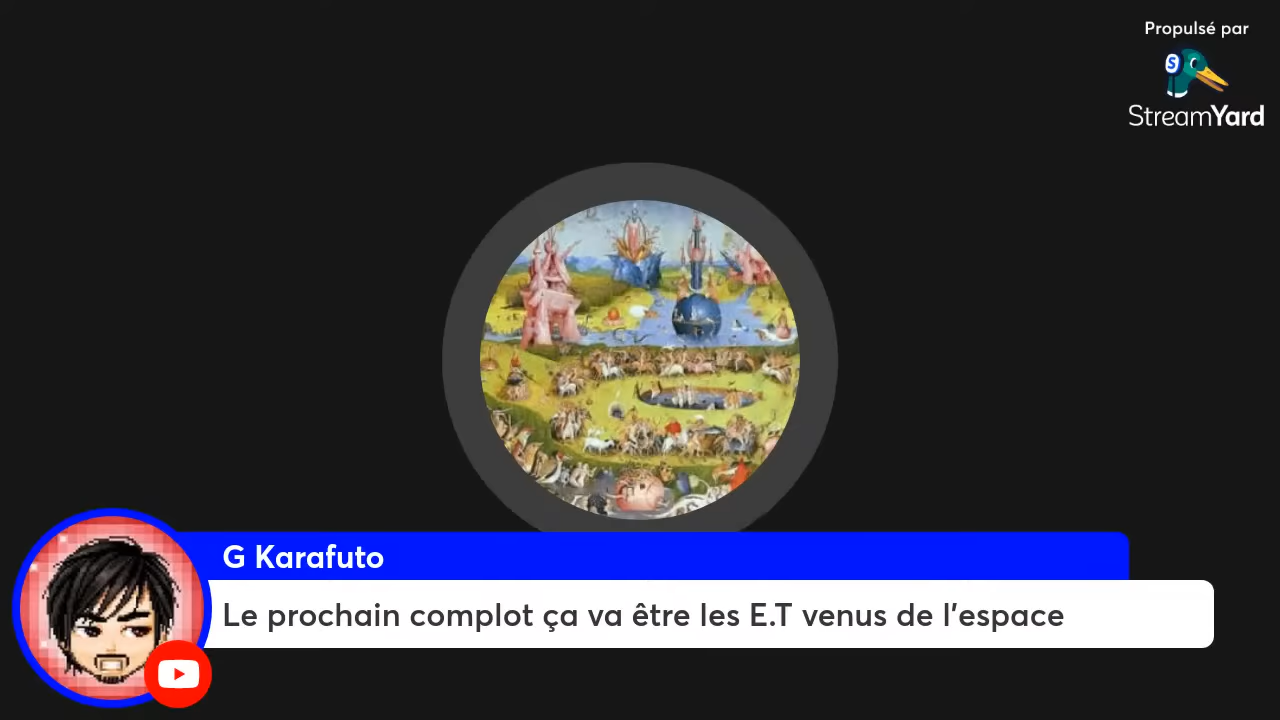 Propulsé par
S
StreamYard
G Karafuto
Le prochain complot ça va être les E.T venus de l'espace